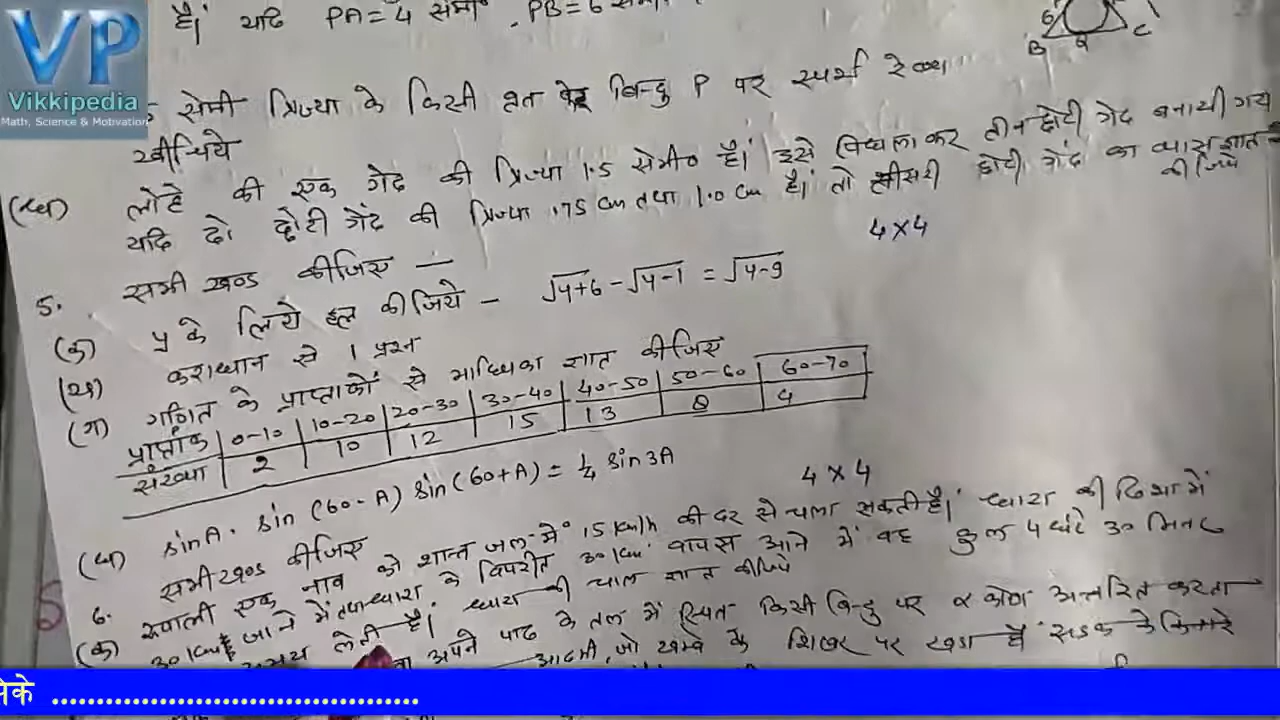 है। यदि PA = 4 सेमी, PB = 6
B Q C
VP
Vikkipedia
Math, Science & Motivation
सेमी त्रिज्या के किसी वृत के बिन्दु P पर स्पर्श रेखा
खींचिये
लोहे की एक गेंद की त्रिज्या 1.5 सेमी० है। इसे पिघलाकर तीन छोटी गेंद बनायी गय
यदि दो छोटी गेंद की त्रिज्या .75 cm तथा 1.0 cm है। तो तीसरी छोटी गेंद का व्यास ज्ञात
कीजिये
4 x 4
5. सभी खण्ड कीजिए —
(क) y के लिये हल कीजिये - √y+6 - √y-1 = √y-9
(ख) कराधान से 1 प्रश्न
(ग) गणित के प्राप्ताकों से माध्यिका ज्ञात कीजिए
प्राप्तांक 0-10 10-20 20-30 30-40 40-50 50-60 60-70
संख्या 2 10 12 15 13 8 4
(घ) sin A . sin (60-A) sin (60+A) = 1/4 sin 3A
4 x 4
6. सभी खण्ड कीजिए
(क) रूपाली एक नाव को शान्त जल में 15 km/h की दर से चला सकती है। धारा की दिशा में
30 km जाने में तथा धारा के विपरीत 30 km वापस आने में वह कुल 4 घंटे 30 मिनट
समय लेती है। धारा की चाल ज्ञात कीजिये
अपने पाद के तल में स्थित किसी बिन्दु पर α कोण अन्तरित करता
आदमी, जो खम्बे के शिखर पर खडा है सडक के किनारे